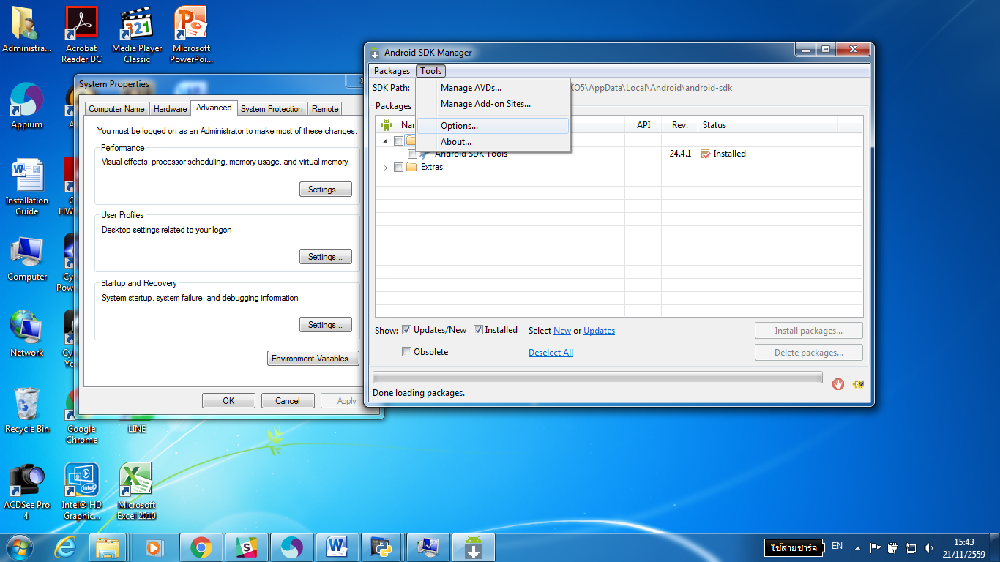 Administra...
Acrobat
Reader DC
Media Player
Classic
Microsoft
PowerPoi...
Appium
Installation
Guide
HW
Computer
Cy
Pow
Network
Cy
Recycle Bin
Google
Chrome
LINE
ACDSee Pro
4
Intel® HD
Graphic...
Microsoft
Excel 2010
System Properties
Computer Name Hardware Advanced System Protection Remote
You must be logged on as an Administrator to make most of these changes.
Performance
Visual effects, processor scheduling, memory usage, and virtual memory
Settings...
User Profiles
Desktop settings related to your logon
Settings...
Startup and Recovery
System startup, system failure, and debugging information
Settings...
Environment Variables...
OK Cancel Apply
Android SDK Manager
Packages Tools
SDK Path: \AppData\Local\Android\android-sdk
Manage AVDs...
Manage Add-on Sites...
Options...
About...
Packages
API Rev. Status
Android SDK Tools 24.4.1 Installed
Extras
Show: Updates/New Installed Select New or Updates Install packages...
Obsolete Deselect All Delete packages...
Done loading packages.
ใช้สายชาร์จ EN 15:43
21/11/2559